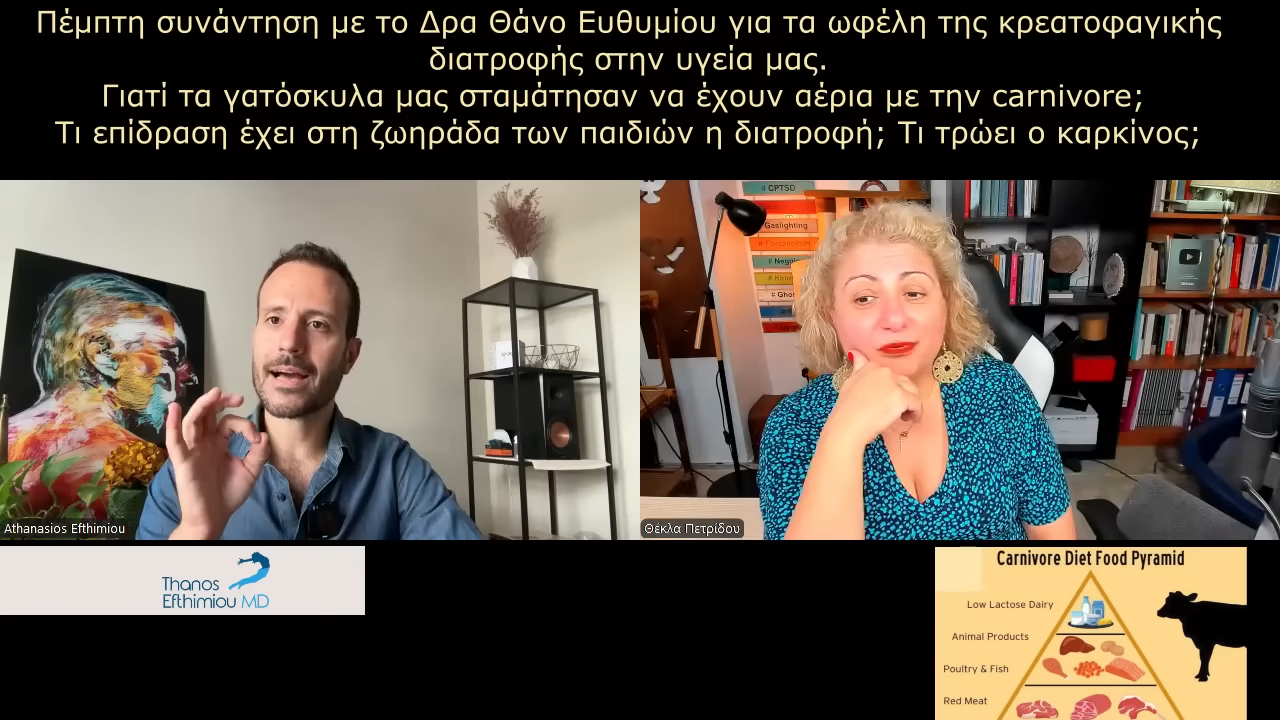 Πέμπτη συνάντηση με το Δρα Θάνο Ευθυμίου για τα ωφέλη της κρεατοφαγικής
διατροφής στην υγεία μας.
Γιατί τα γατόσκυλα μας σταμάτησαν να έχουν αέρια με την carnivore;
Τι επίδραση έχει στη ζωηράδα των παιδιών η διατροφή; Τι τρώει ο καρκίνος;
# CPTSD
Gaslighting
# Ghos
Athanasios Efthimiou
Θέκλα Πετρίδου
Thanos
Efthimiou MD
Carnivore Diet Food Pyramid
Low Lactose Dairy
Animal Products
Poultry & Fish
Red Meat